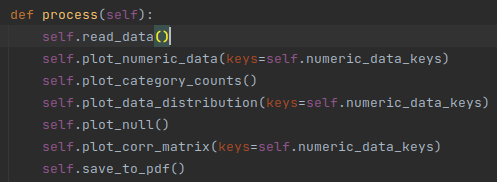 def process(self):
    self.read_data()
    self.plot_numeric_data(keys=self.numeric_data_keys)
    self.plot_category_counts()
    self.plot_data_distribution(keys=self.numeric_data_keys)
    self.plot_null()
    self.plot_corr_matrix(keys=self.numeric_data_keys)
    self.save_to_pdf()